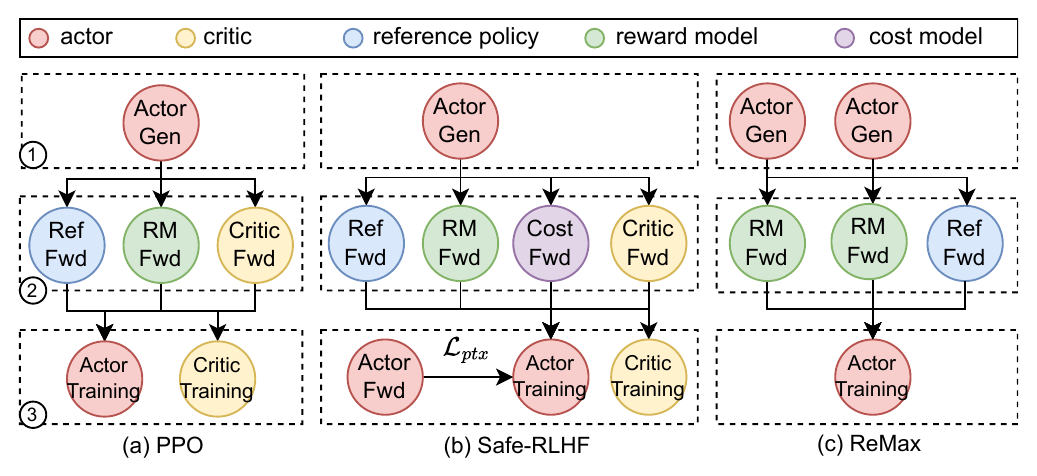 actor critic reference policy reward model cost model
1
Actor
Gen
2
Ref
Fwd
RM
Fwd
Critic
Fwd
3
Actor
Training
Critic
Training
(a) PPO
Actor
Gen
Ref
Fwd
RM
Fwd
Cost
Fwd
Critic
Fwd
Actor
Fwd
ℒptx
Actor
Training
Critic
Training
(b) Safe-RLHF
Actor
Gen
Actor
Gen
RM
Fwd
RM
Fwd
Ref
Fwd
Actor
Training
(c) ReMax